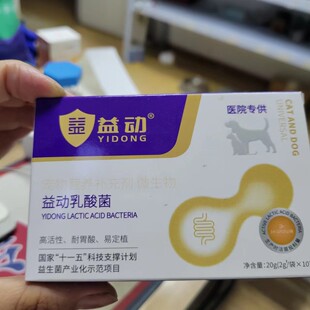 益动®
YIDONG
医院专供
CAT AND DOG
UNIVERSAL
益动乳酸菌
YIDONG LACTIC ACID BACTERIA
高活性、耐胃酸、易定植
国家“十一五”科技支撑计划
益生菌产业化示范项目
净含量:20g(2g/袋×10